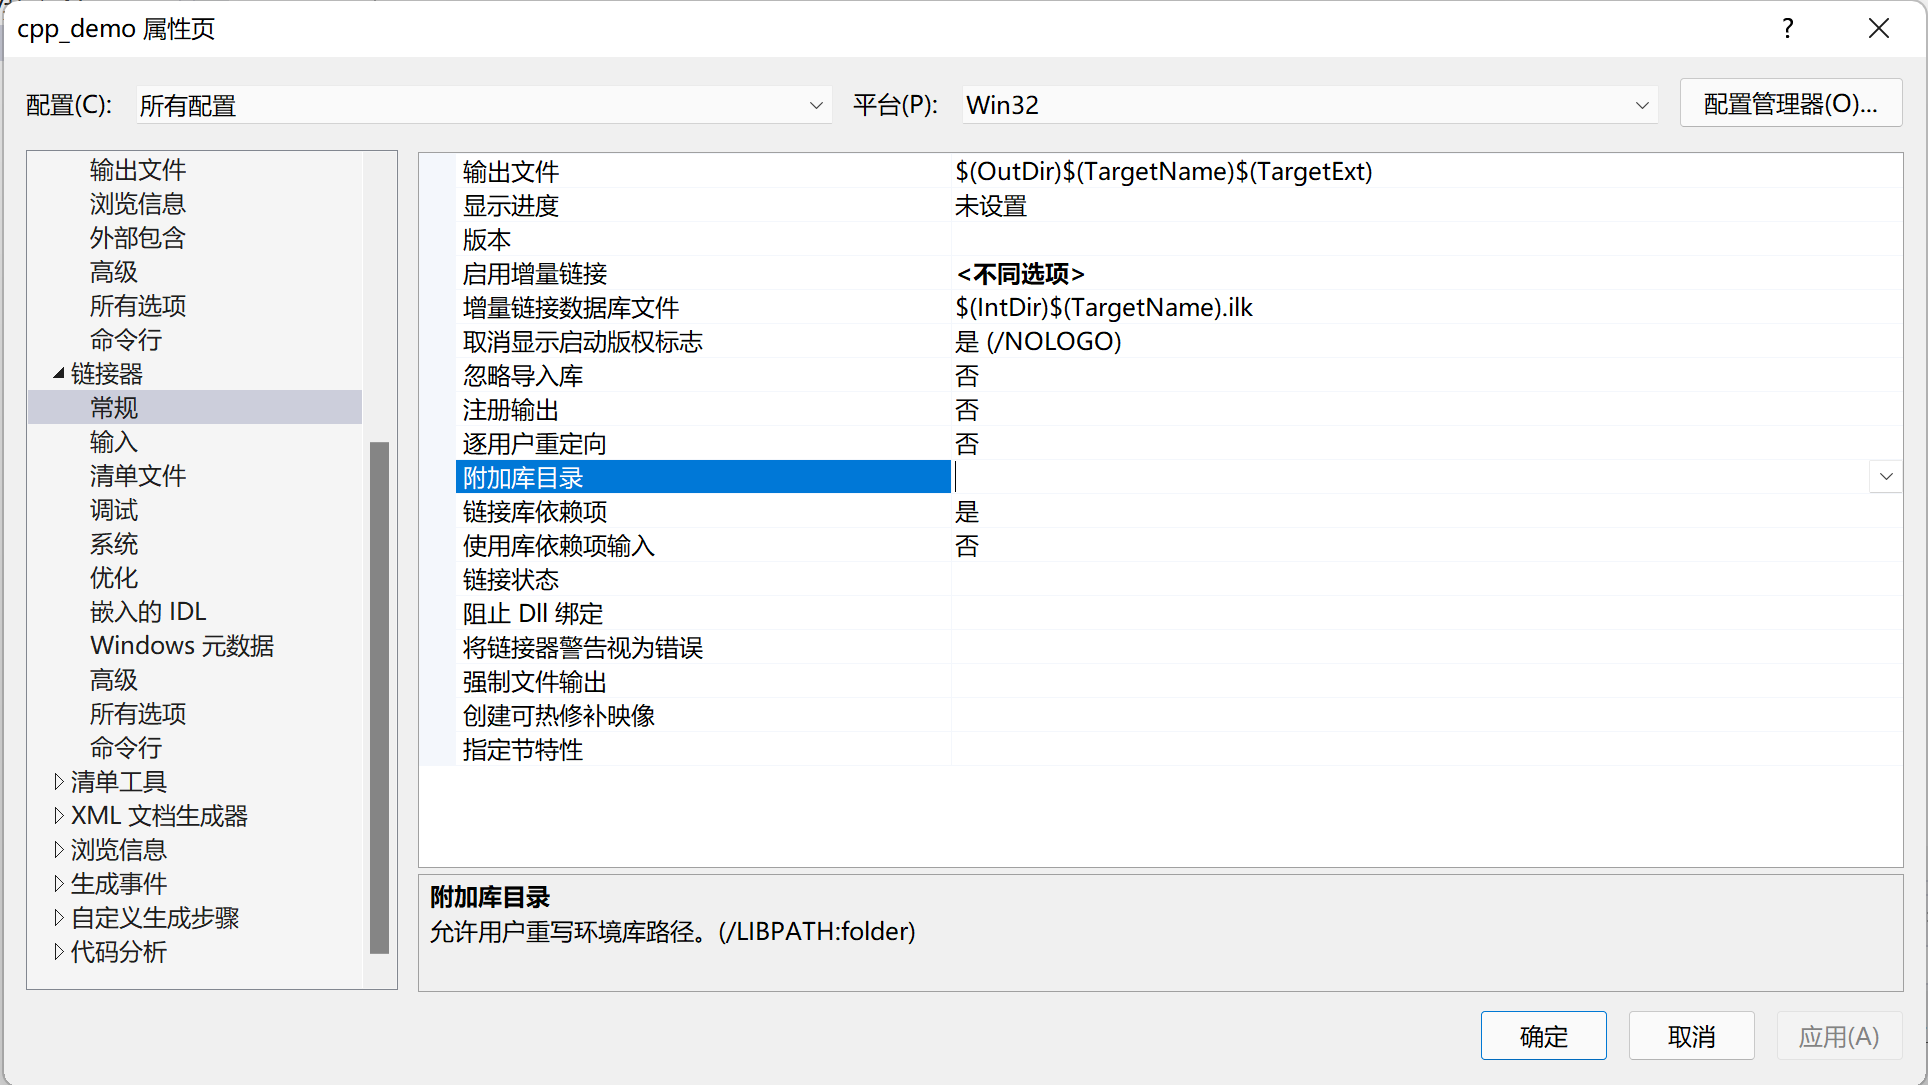 cpp_demo 属性页
?
配置(C):
所有配置
平台(P):
Win32
配置管理器(O)...
输出文件
浏览信息
外部包含
高级
所有选项
命令行
链接器
常规
输入
清单文件
调试
系统
优化
嵌入的 IDL
Windows 元数据
高级
所有选项
命令行
清单工具
XML 文档生成器
浏览信息
生成事件
自定义生成步骤
代码分析
输出文件 $(OutDir)$(TargetName)$(TargetExt)
显示进度 未设置
版本
启用增量链接 <不同选项>
增量链接数据库文件 $(IntDir)$(TargetName).ilk
取消显示启动版权标志 是 (/NOLOGO)
忽略导入库 否
注册输出 否
逐用户重定向 否
附加库目录
链接库依赖项 是
使用库依赖项输入 否
链接状态
阻止 Dll 绑定
将链接器警告视为错误
强制文件输出
创建可热修补映像
指定节特性
附加库目录
允许用户重写环境库路径。(/LIBPATH:folder)
确定
取消
应用(A)